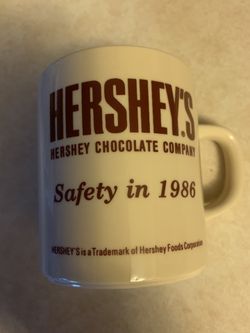 HERSHEY'S
HERSHEY CHOCOLATE COMPANY
Safety in 1986
HERSHEY'S is a Trademark of Hershey Foods Corporation